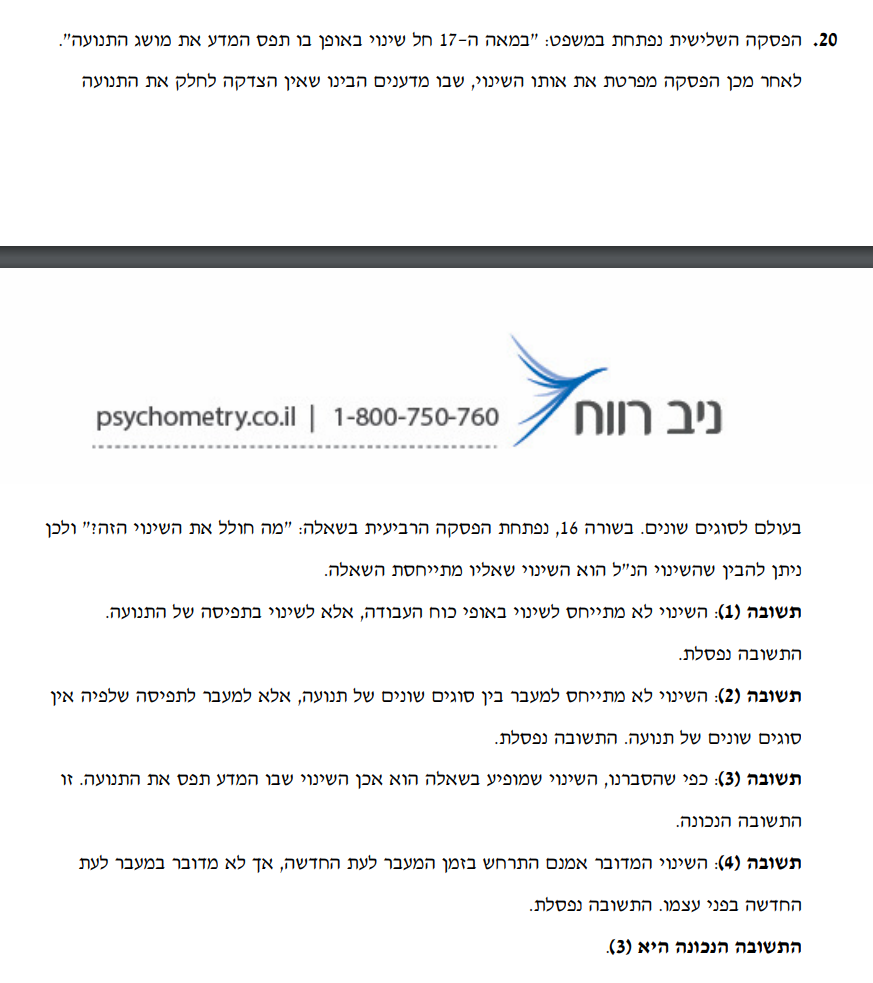 20. הפסקה השלישית נפתחת במשפט: "במאה ה-17 חל שינוי באופן בו תפס המדע את מושג התנועה".
לאחר מכן הפסקה מפרטת את אותו השינוי, שבו מדענים הבינו שאין הצדקה לחלק את התנועה
ניב רווח
psychometry.co.il | 1-800-750-760
בעולם לסוגים שונים. בשורה 16, נפתחת הפסקה הרביעית בשאלה: "מה חולל את השינוי הזה?" ולכן
ניתן להבין שהשינוי הנ"ל הוא השינוי שאליו מתייחסת השאלה.
תשובה (1): השינוי לא מתייחס לשינוי באופי כוח העבודה, אלא לשינוי בתפיסה של התנועה.
התשובה נפסלת.
תשובה (2): השינוי לא מתייחס למעבר בין סוגים שונים של תנועה, אלא למעבר לתפיסה שלפיה אין
סוגים שונים של תנועה. התשובה נפסלת.
תשובה (3): כפי שהסברנו, השינוי שמופיע בשאלה הוא אכן השינוי שבו המדע תפס את התנועה. זו
התשובה הנכונה.
תשובה (4): השינוי המדובר אמנם התרחש בזמן המעבר לעת החדשה, אך לא מדובר במעבר לעת
החדשה בפני עצמו. התשובה נפסלת.
התשובה הנכונה היא (3).